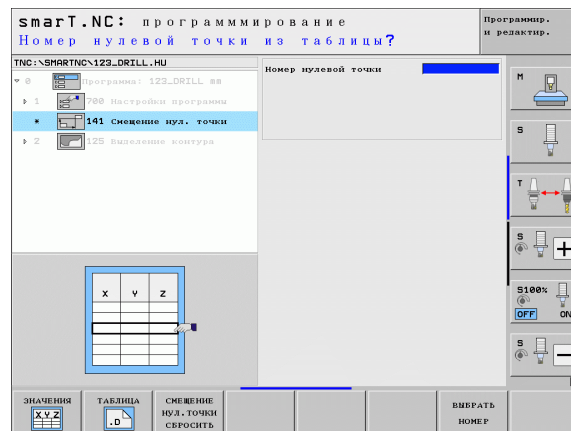 smarT.NC: программмирование
Программир.
и редактир.
Номер нулевой точки из таблицы?
TNC:\SMARTNC\123_DRILL.HU
Номер нулевой точки
0 Программа: 123_DRILL мм
1 700 Настройки программы
* 141 Смещение нул. точки
2 125 Выделение контура
M
S
T
S
S100%
OFF ON
S
X Y Z
ЗНАЧЕНИЯ
X Y Z
ТАБЛИЦА
.D
СМЕЩЕНИЕ
НУЛ.ТОЧКИ
СБРОСИТЬ
ВЫБРАТЬ
НОМЕР